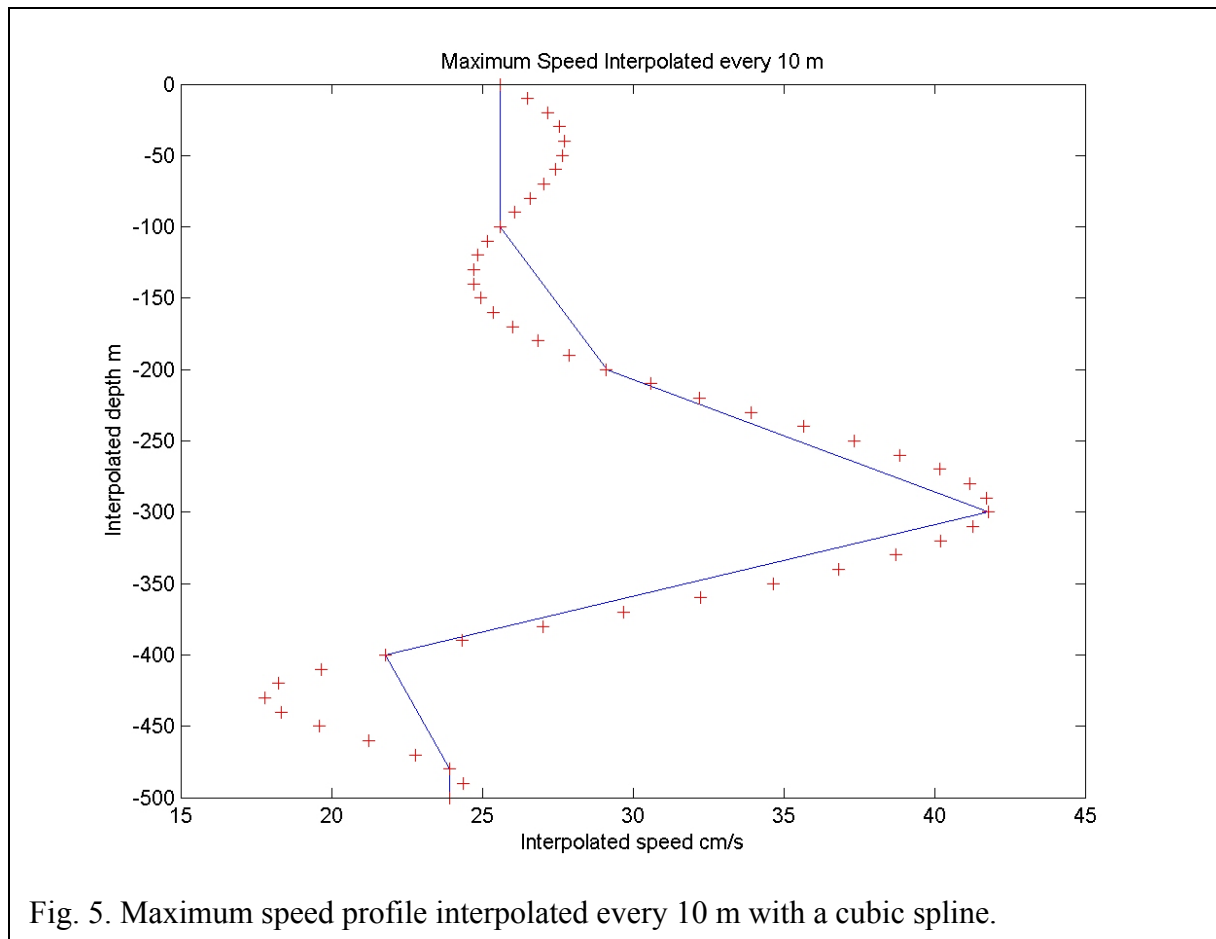 Maximum Speed Interpolated every 10 m
0
-50
-100
-150
-200
-250
-300
-350
-400
-450
-500
Interpolated depth m
15 20 25 30 35 40 45
Interpolated speed cm/s
Fig. 5. Maximum speed profile interpolated every 10 m with a cubic spline.